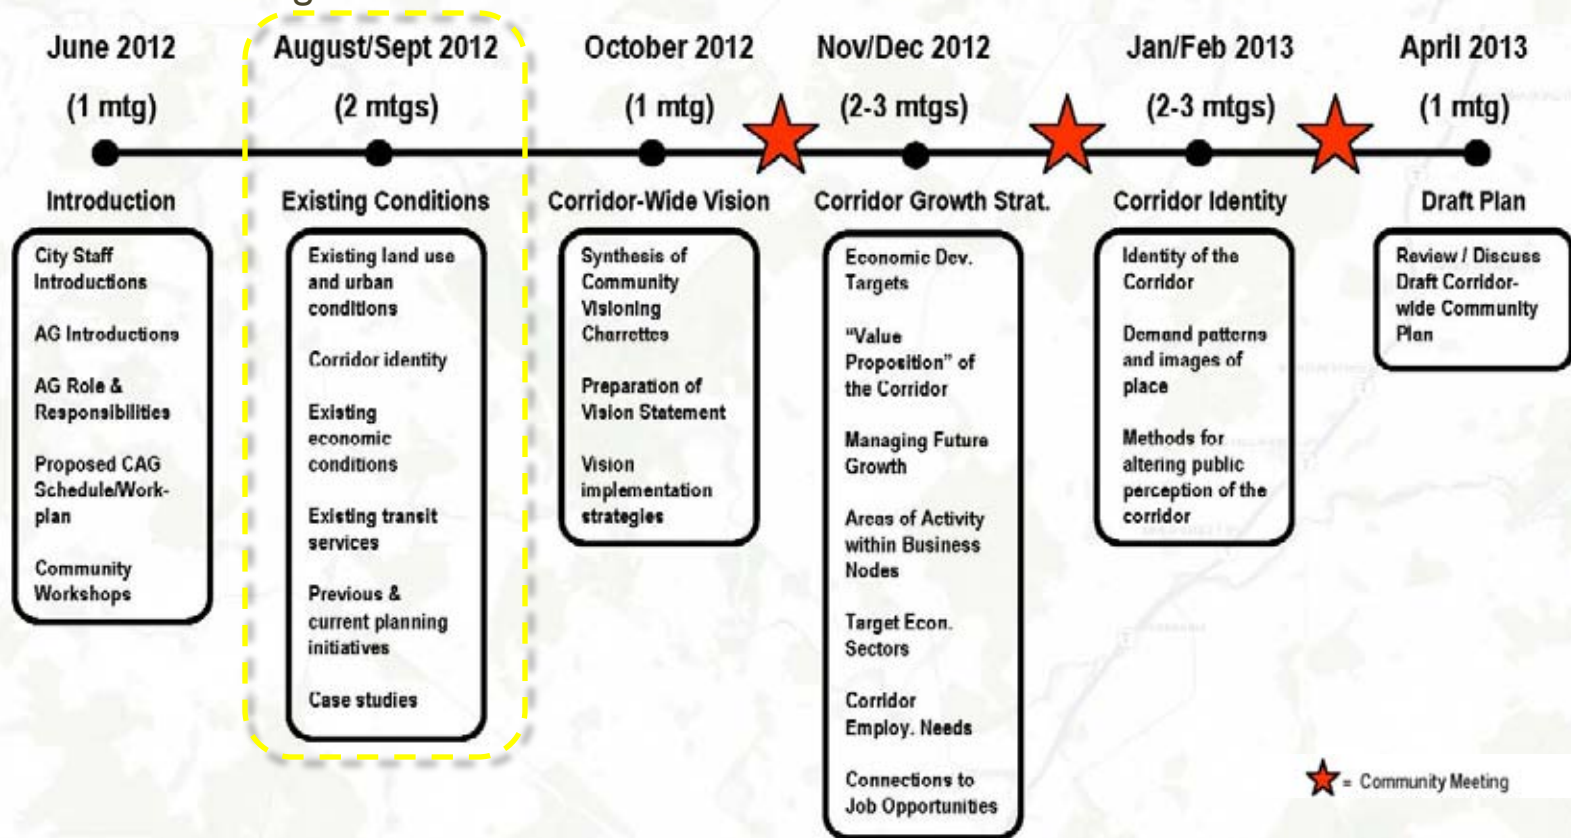 June 2012
(1 mtg)
Introduction
City Staff
Introductions
AG Introductions
AG Role &
Responsibilities
Proposed CAG
Schedule/Work-
plan
Community
Workshops
August/Sept 2012
(2 mtgs)
Existing Conditions
Existing land use
and urban
conditions
Corridor identity
Existing
economic
conditions
Existing transit
services
Previous &
current planning
initiatives
Case studies
October 2012
(1 mtg)
Corridor-Wide Vision
Synthesis of
Community
Visioning
Charrettes
Preparation of
Vision Statement
Vision
implementation
strategies
Nov/Dec 2012
(2-3 mtgs)
Corridor Growth Strat.
Economic Dev.
Targets
“Value
Proposition” of
the Corridor
Managing Future
Growth
Areas of Activity
within Business
Nodes
Target Econ.
Sectors
Corridor
Employ. Needs
Connections to
Job Opportunities
Jan/Feb 2013
(2-3 mtgs)
Corridor Identity
Identity of the
Corridor
Demand patterns
and images of
place
Methods for
altering public
perception of the
corridor
April 2013
(1 mtg)
Draft Plan
Review / Discuss
Draft Corridor-
wide Community
Plan
= Community Meeting